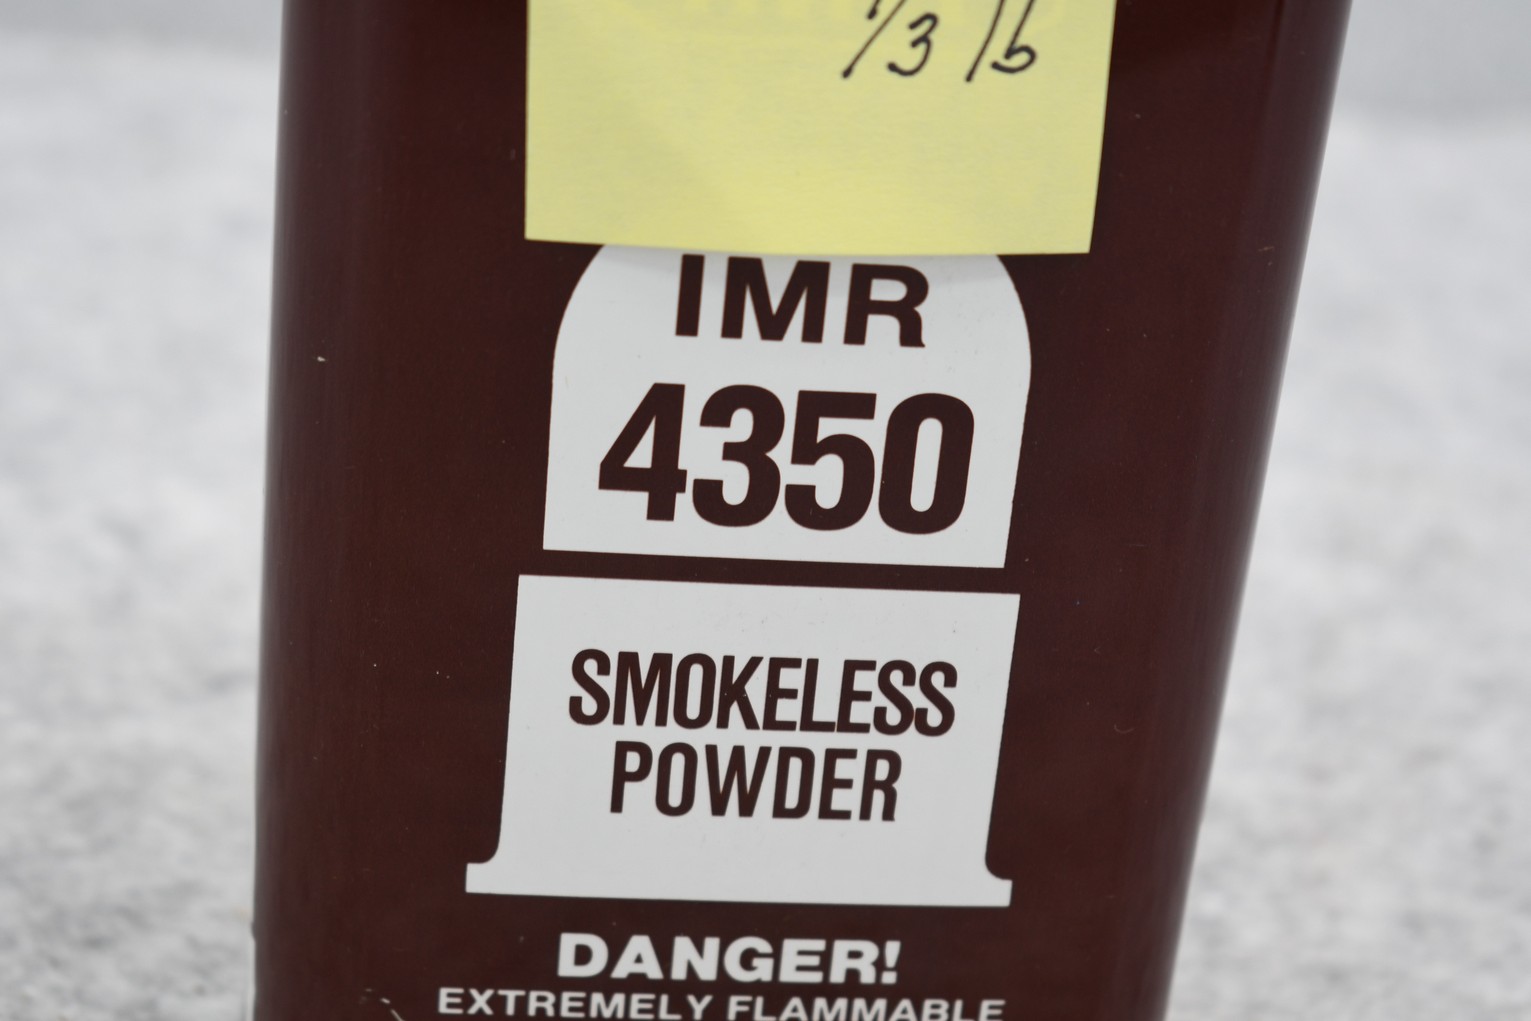 1/3 lb
IMR
4350
SMOKELESS
POWDER
DANGER!
EXTREMELY FLAMMABLE